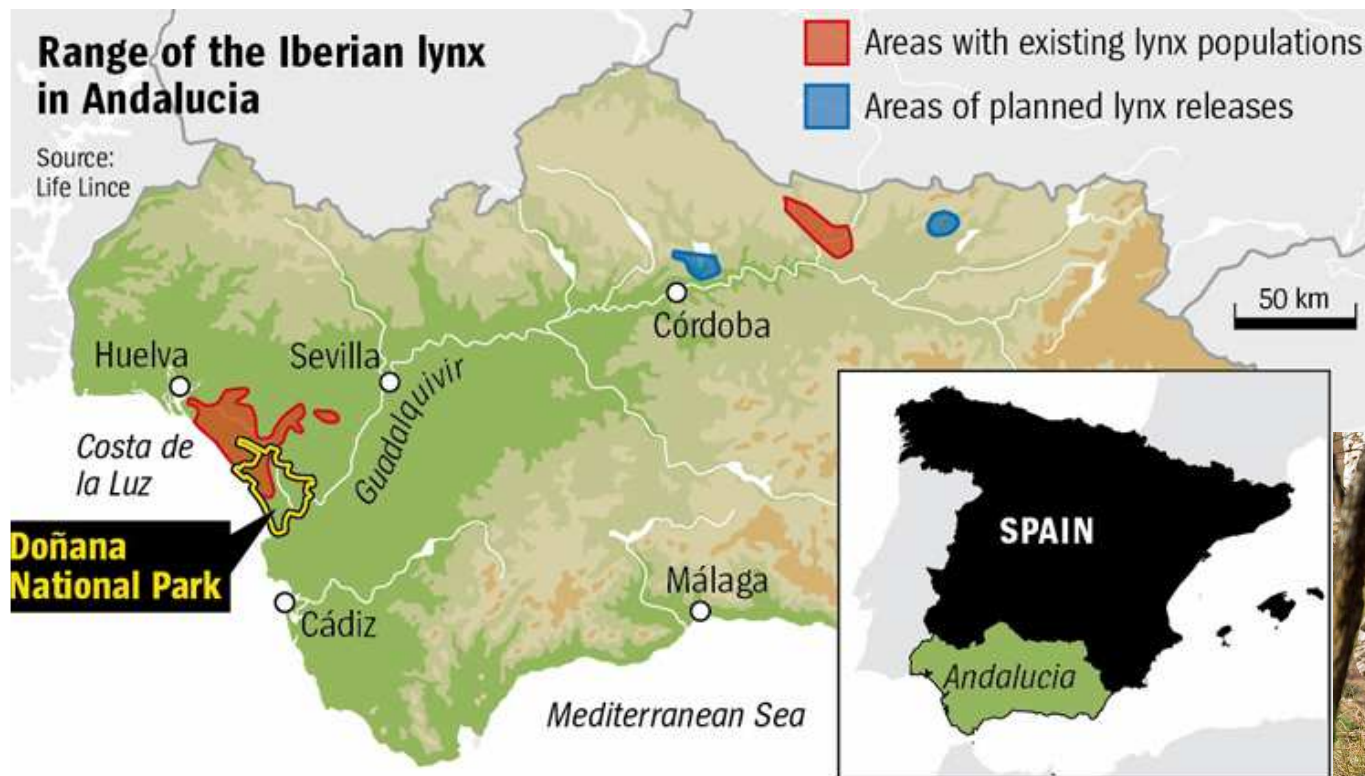 Range of the Iberian lynx
in Andalucia
Source:
Life Lince
Areas with existing lynx populations
Areas of planned lynx releases
50 km
Córdoba
Huelva
Sevilla
Guadalquivir
Costa de
la Luz
Doñana
National Park
Cádiz
Málaga
Mediterranean Sea
SPAIN
Andalucia